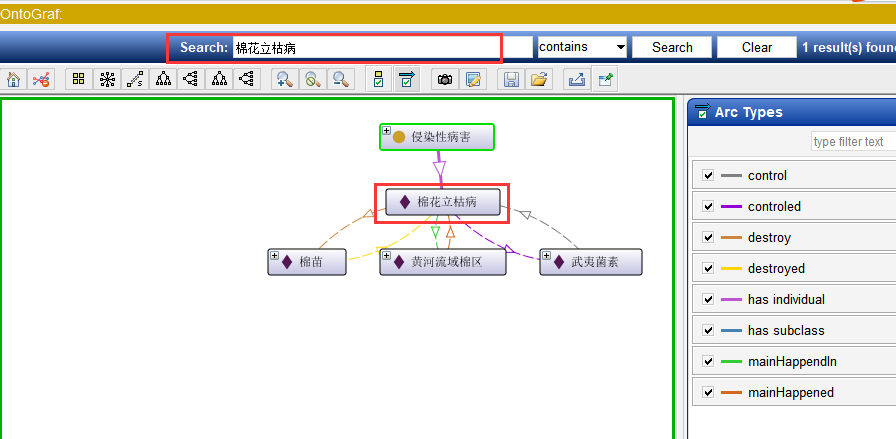 OntoGraf:
Search: 棉花立枯病 contains Search Clear 1 result(s) foun
Arc Types
type filter text
侵染性病害
棉花立枯病
棉苗 黄河流域棉区 武夷菌素
control
controled
destroy
destroyed
has individual
has subclass
mainHappendIn
mainHappened